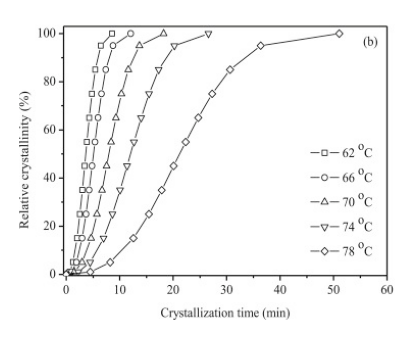 (b)
Relative crystallinity (%)
100
80
60
40
20
0
62 °C
66 °C
70 °C
74 °C
78 °C
0 10 20 30 40 50 60
Crystallization time (min)